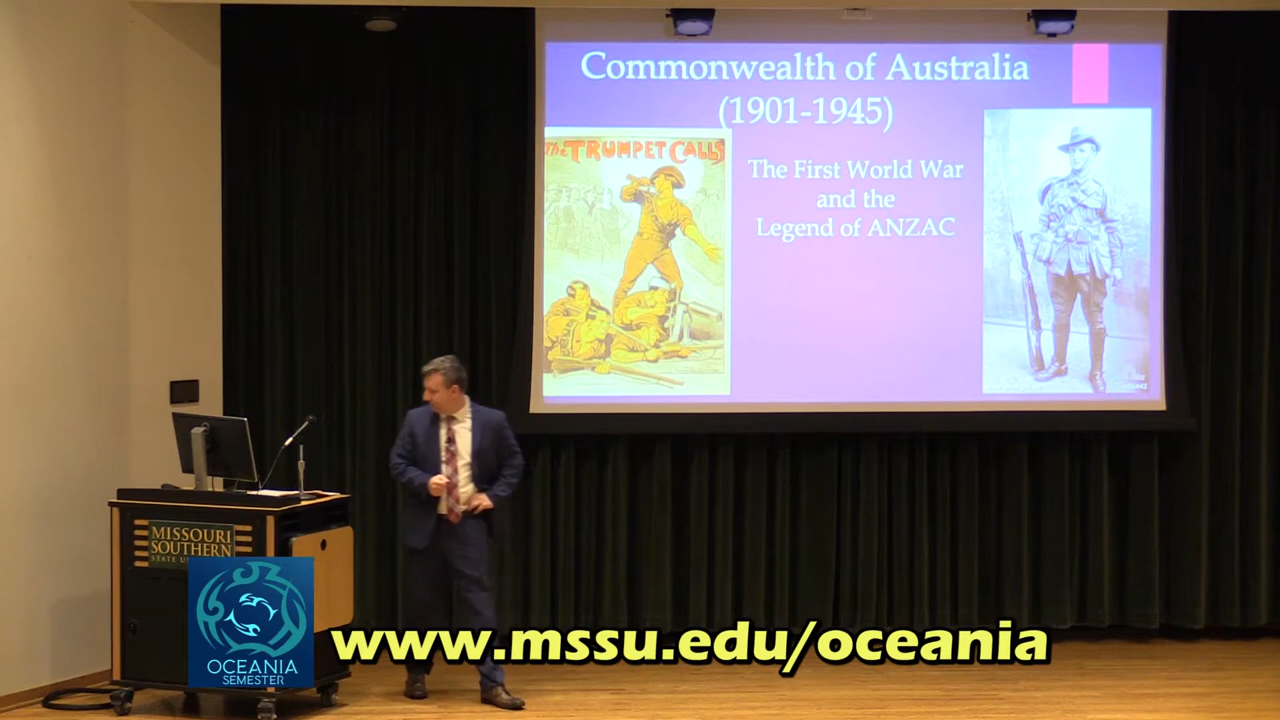 Commonwealth of Australia
(1901-1945)
The TRUMPET CALLS
The First World War
and the
Legend of ANZAC
MISSOURI
SOUTHERN
STATE
OCEANIA
SEMESTER
www.mssu.edu/oceania